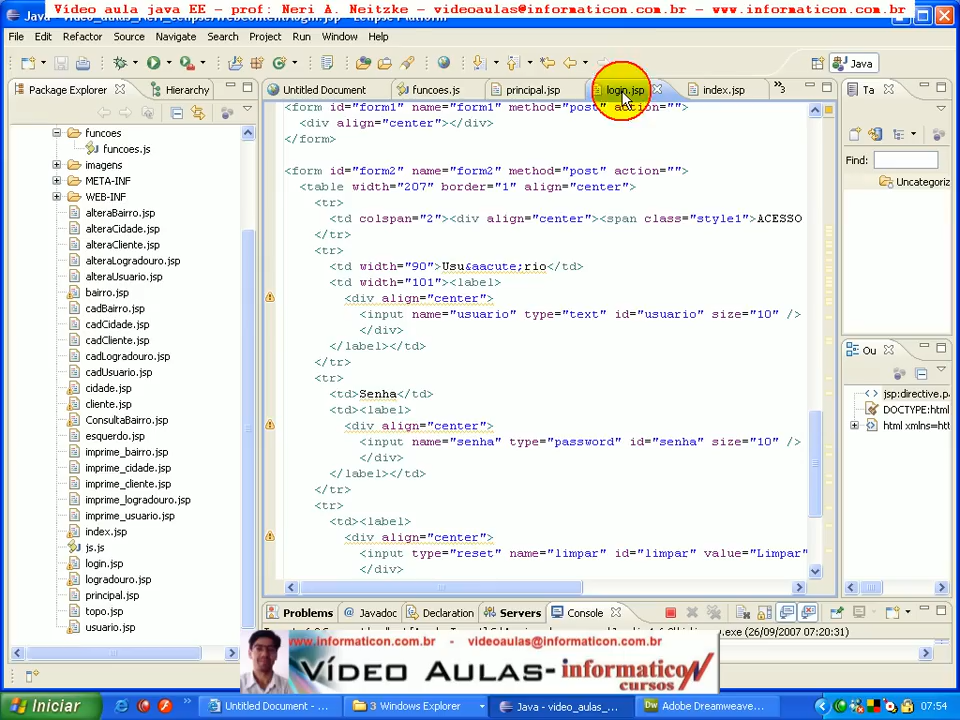 Vídeo aula java EE – prof: Neri A. Neitzke – videoaulas@informaticon.com.br – www.informaticon.com.br
File Edit Refactor Source Navigate Search Project Run Window Help
Java
Package Explorer Hierarchy
Untitled Document funcoes.js principal.jsp login.jsp index.jsp »3
Ta
funcoes
funcoes.js
imagens
META-INF
WEB-INF
alteraBairro.jsp
alteraCidade.jsp
alteraCliente.jsp
alteraLogradouro.jsp
alteraUsuario.jsp
bairro.jsp
cadBairro.jsp
cadCidade.jsp
cadCliente.jsp
cadLogradouro.jsp
cadUsuario.jsp
cidade.jsp
cliente.jsp
ConsultaBairro.jsp
esquerdo.jsp
imprime_bairro.jsp
imprime_cidade.jsp
imprime_cliente.jsp
imprime_logradouro.jsp
imprime_usuario.jsp
index.jsp
js.js
login.jsp
logradouro.jsp
principal.jsp
topo.jsp
usuario.jsp
<form id="form1" name="form1" method="post" action="">
<div align="center"></div>
</form>
<form id="form2" name="form2" method="post" action="">
<table width="207" border="1" align="center">
<tr>
<td colspan="2"><div align="center"><span class="style1">ACESSO
</tr>
<tr>
<td width="90">Usu&aacute;rio</td>
<td width="101"><label>
<div align="center">
<input name="usuario" type="text" id="usuario" size="10" />
</div>
</label></td>
</tr>
<tr>
<td>Senha</td>
<td><label>
<div align="center">
<input name="senha" type="password" id="senha" size="10" />
</div>
</label></td>
</tr>
<tr>
<td><label>
<div align="center">
<input type="reset" name="limpar" id="limpar" value="Limpar"
</div>
Find:
Uncategoriz
Ou
jsp:directive.p
DOCTYPE:html
html xmlns=htt
Problems Javadoc Declaration Servers Console
.exe (26/09/2007 07:20:31)
www.informaticon.com.br - videoaulas@informaticon.com.br
VÍDEO AULAS- informaticon
cursos
Iniciar
Untitled Document - ...
3 Windows Explorer
Java - video_aulas_...
Adobe Dreamweave...
07:54